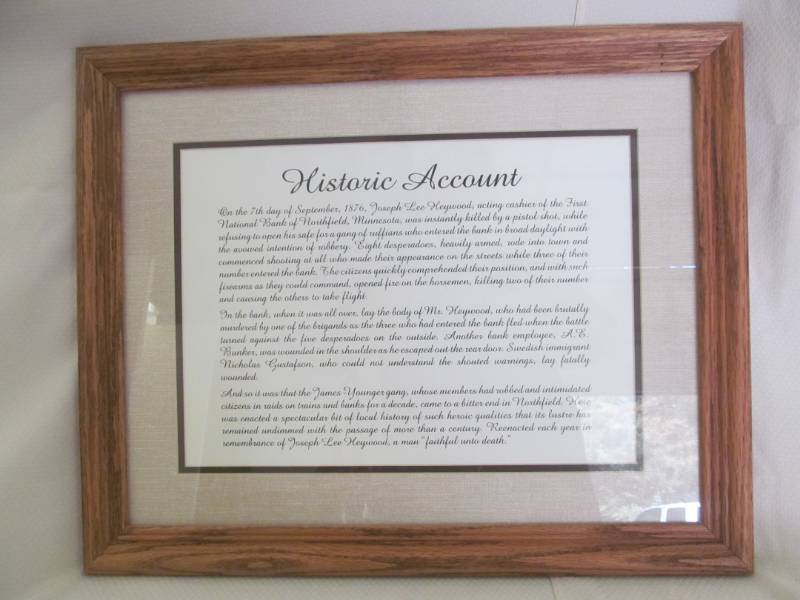 Historic Account
On the 7th day of September, 1876, Joseph Lee Heywood, acting cashier of the First
National Bank of Northfield, Minnesota, was instantly killed by a pistol shot, while
refusing to open his safe for a gang of ruffians who entered the bank in broad daylight with
the avowed intention of robbery. Eight desperadoes, heavily armed, rode into town and
commenced shooting at all who made their appearance on the streets while three of their
number entered the bank. The citizens quickly comprehended their position, and with such
firearms as they could command, opened fire on the horsemen, killing two of their number
and causing the others to take flight.
In the bank, when it was all over, lay the body of Mr. Heywood, who had been brutally
murdered by one of the brigands as the three who had entered the bank fled when the battle
turned against the five desperadoes on the outside. Another bank employee, A.E.
Bunker, was wounded in the shoulder as he escaped out the rear door. Swedish immigrant
Nicholus Gustafson, who could not understand the shouted warnings, lay fatally
wounded.
And so it was that the James Younger gang, whose members had robbed and intimidated
citizens in raids on trains and banks for a decade, came to a bitter end in Northfield. Here
was enacted a spectacular bit of local history of such heroic qualities that its lustre has
remained undimmed with the passage of more than a century. Reenacted each year in
remembrance of Joseph Lee Heywood, a man "faithful unto death."